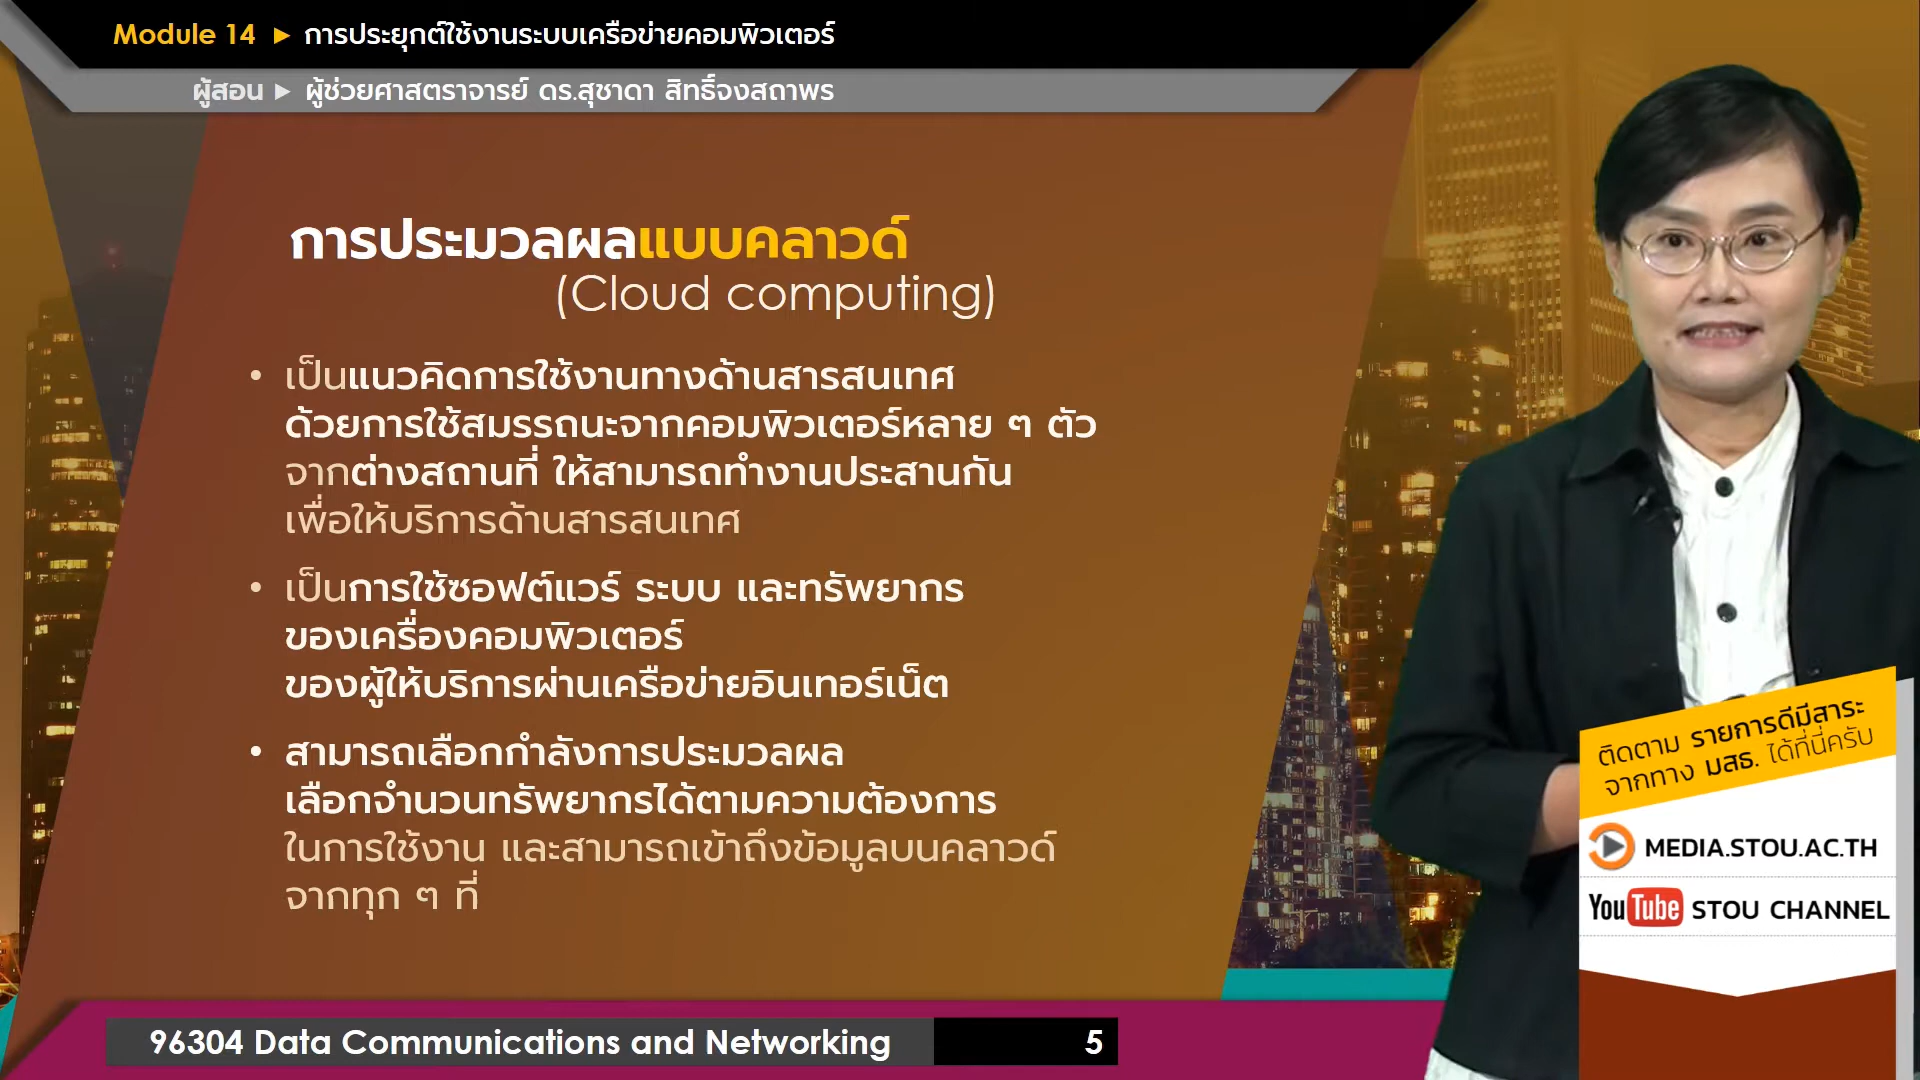 Module 14 ▶ การประยุกต์ใช้งานระบบเครือข่ายคอมพิวเตอร์
ผู้สอน ▶ ผู้ช่วยศาสตราจารย์ ดร.สุชาดา สิทธิ์จงสถาพร
การประมวลผลแบบคลาวด์
(Cloud computing)
• เป็นแนวคิดการใช้งานทางด้านสารสนเทศ
ด้วยการใช้สมรรถนะจากคอมพิวเตอร์หลาย ๆ ตัว
จากต่างสถานที่ ให้สามารถทำงานประสานกัน
เพื่อให้บริการด้านสารสนเทศ
• เป็นการใช้ซอฟต์แวร์ ระบบ และทรัพยากร
ของเครื่องคอมพิวเตอร์
ของผู้ให้บริการผ่านเครือข่ายอินเทอร์เน็ต
• สามารถเลือกกำลังการประมวลผล
เลือกจำนวนทรัพยากรได้ตามความต้องการ
ในการใช้งาน และสามารถเข้าถึงข้อมูลบนคลาวด์
จากทุก ๆ ที่
ติดตาม รายการดีมีสาระ
จากทาง มสธ. ได้ที่นี่ครับ
MEDIA.STOU.AC.TH
YouTube STOU CHANNEL
96304 Data Communications and Networking 5